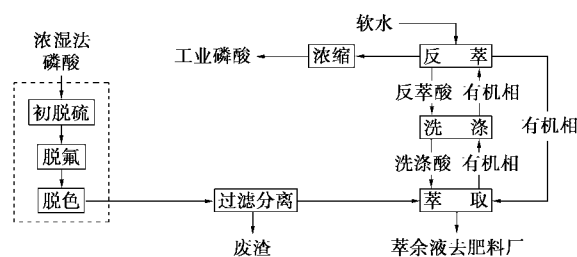 浓湿法
磷酸
初脱硫
脱氟
脱色
过滤分离
废渣
软水
工业磷酸
浓缩
反 萃
反萃酸
有机相
洗 涤
有机相
洗涤酸
有机相
萃 取
萃余液去肥料厂